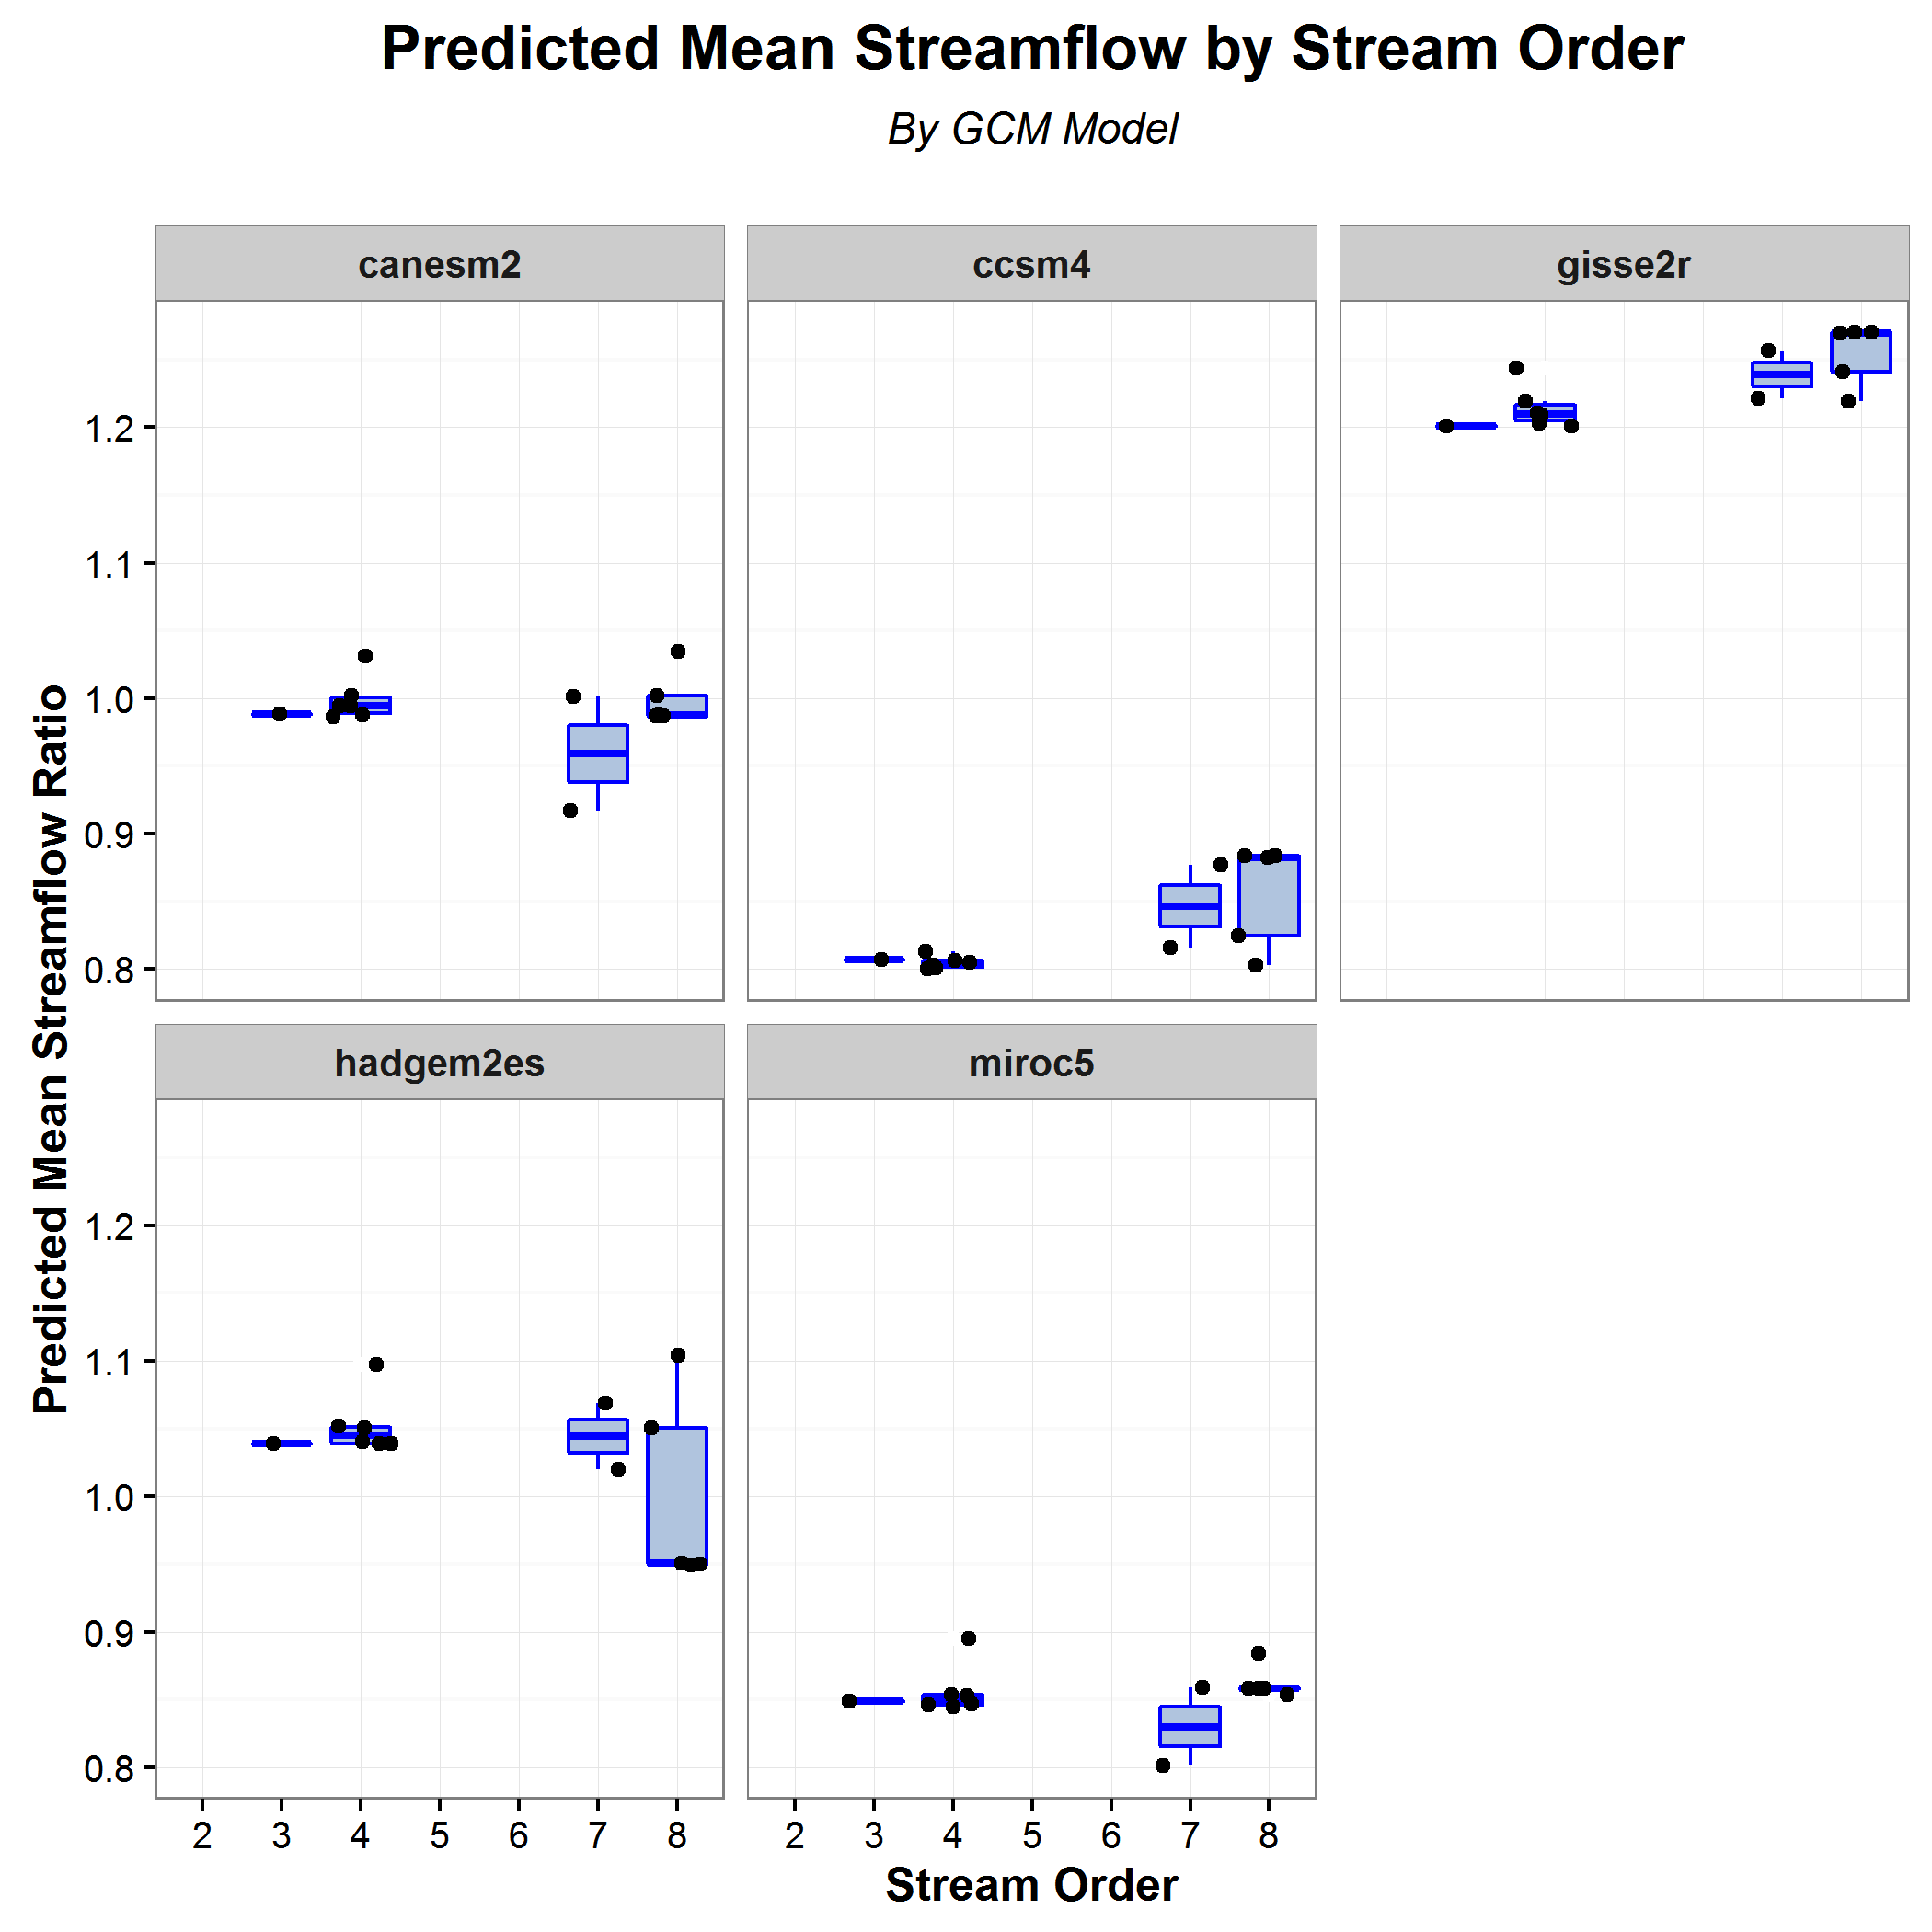 Predicted Mean Streamflow by Stream Order
By GCM Model
canesm2
ccsm4
gisse2r
Predicted Mean Streamflow Ratio
1.2
1.1
1.0
0.9
0.8
hadgem2es
miroc5
1.2
1.1
1.0
0.9
0.8
2 3 4 5 6 7 8
2 3 4 5 6 7 8
Stream Order